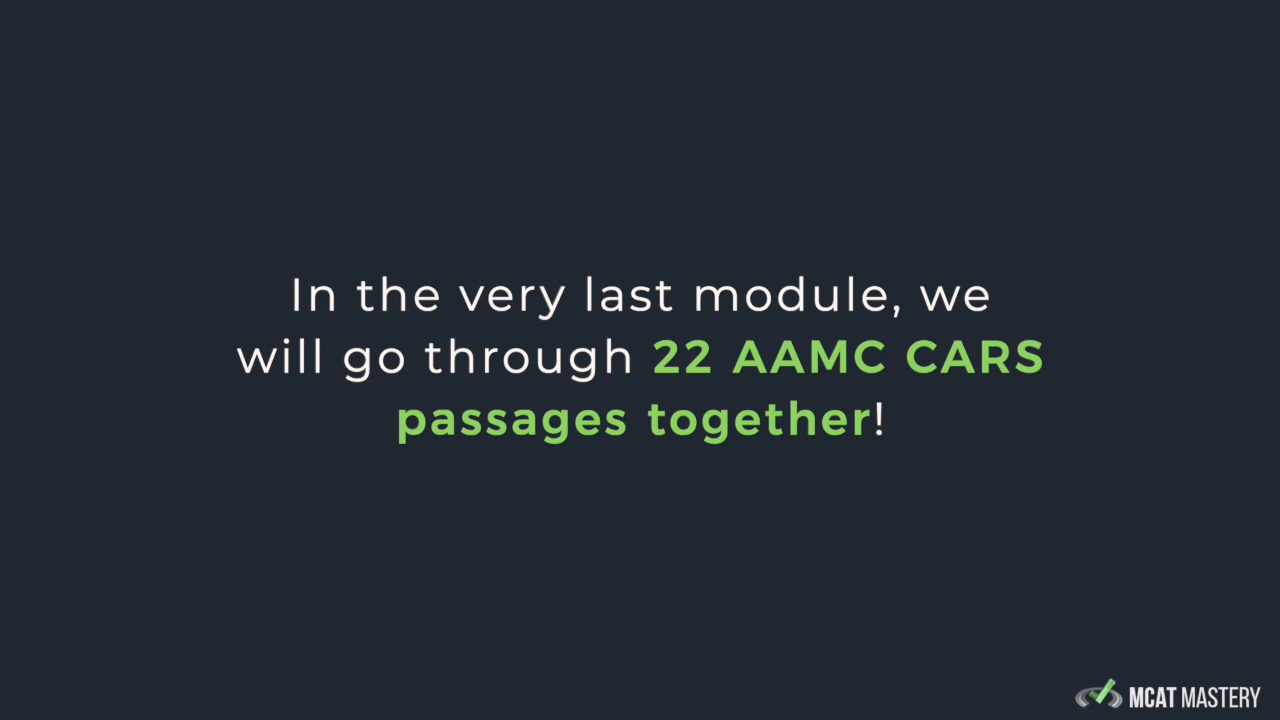 In the very last module, we
will go through 22 AAMC CARS
passages together!
MCAT MASTERY